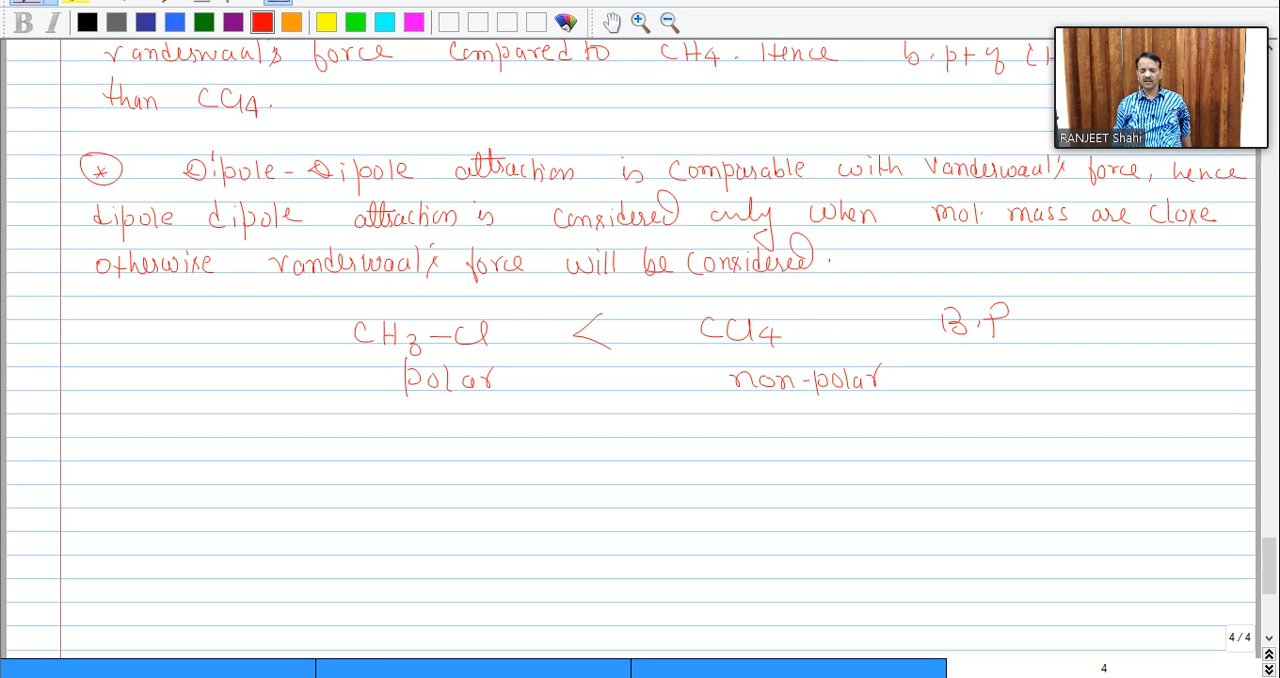 B I
vanderwaal's force compared to CH4. Hence b.pt of CH
than CCl4.
RANJEET Shahi
* Dipole-Dipole attraction is comparable with vanderwaal's force, hence
dipole dipole attraction is considered only when mol. mass are close
otherwise vanderwaal's force will be considered.
CH3-Cl < CCl4 B.P
polar non-polar
4/4
4